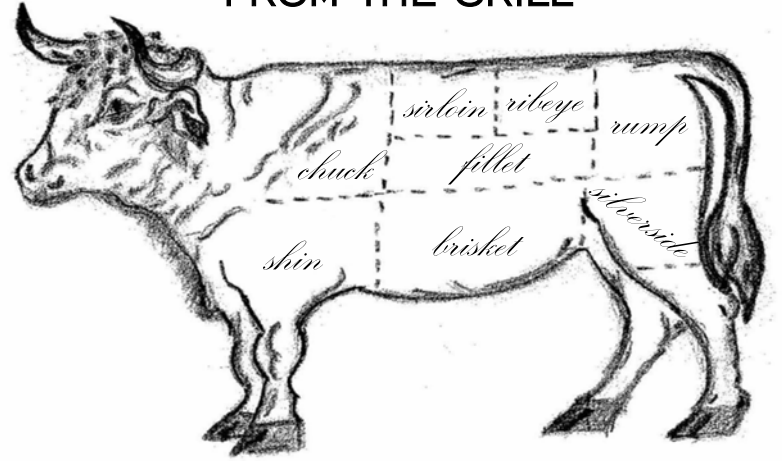 FROM THE GRILL
sirloin
ribeye
rump
chuck
fillet
silverside
shin
brisket